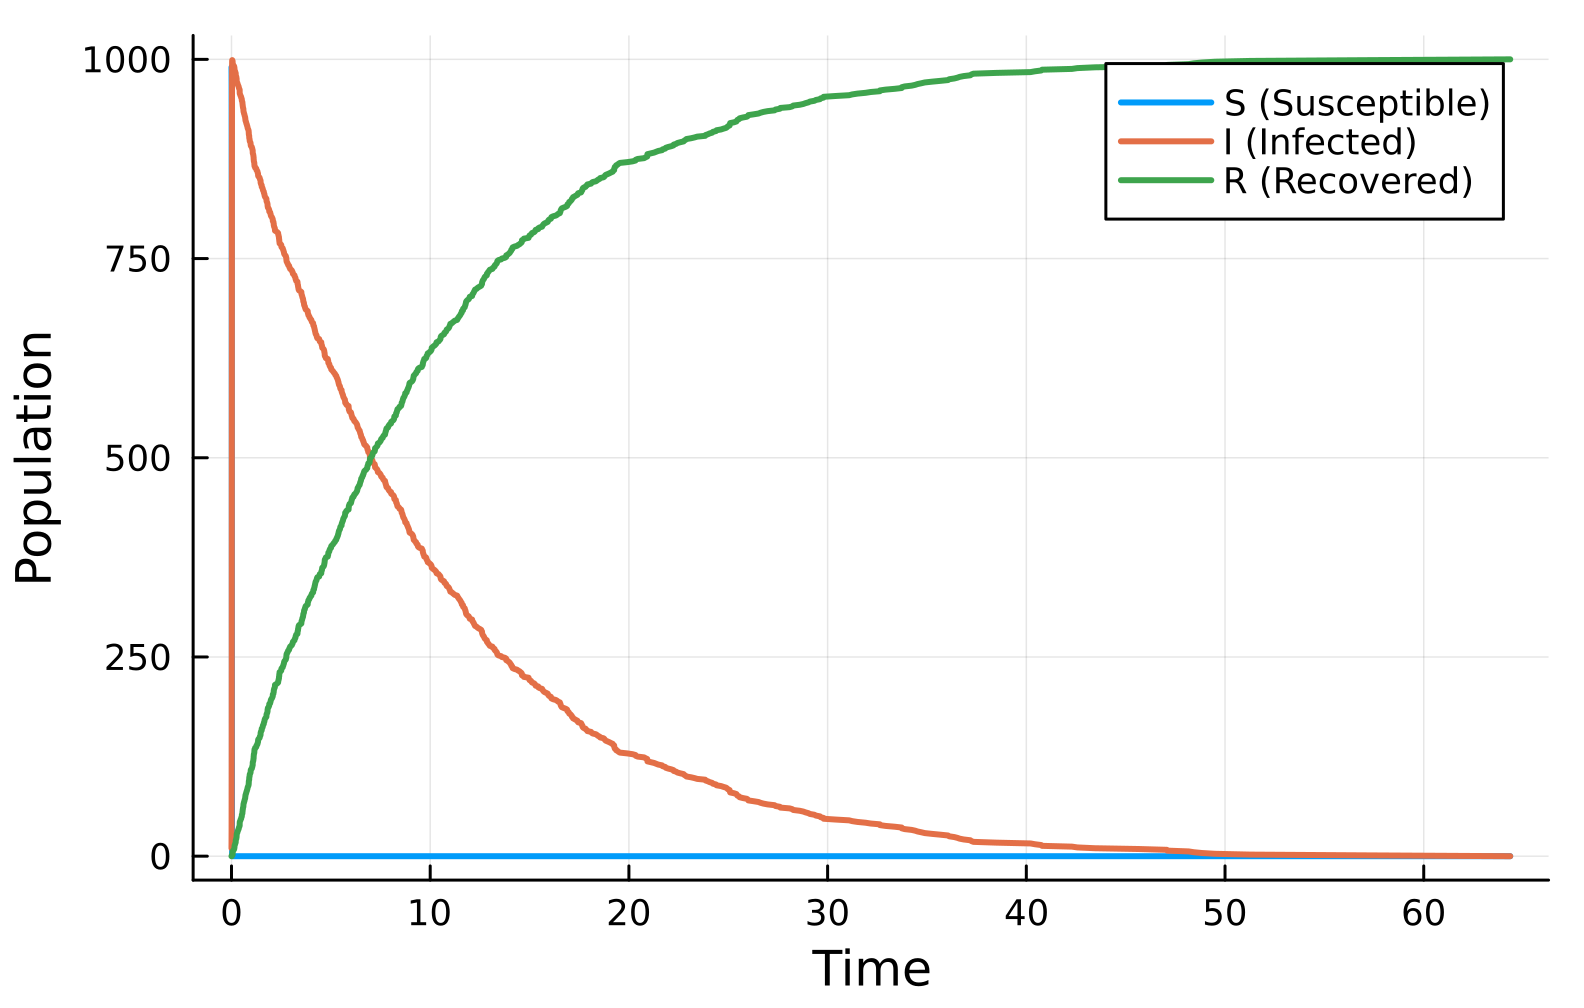 1000
750
500
250
0
Population
S (Susceptible)
I (Infected)
R (Recovered)
0 10 20 30 40 50 60
Time